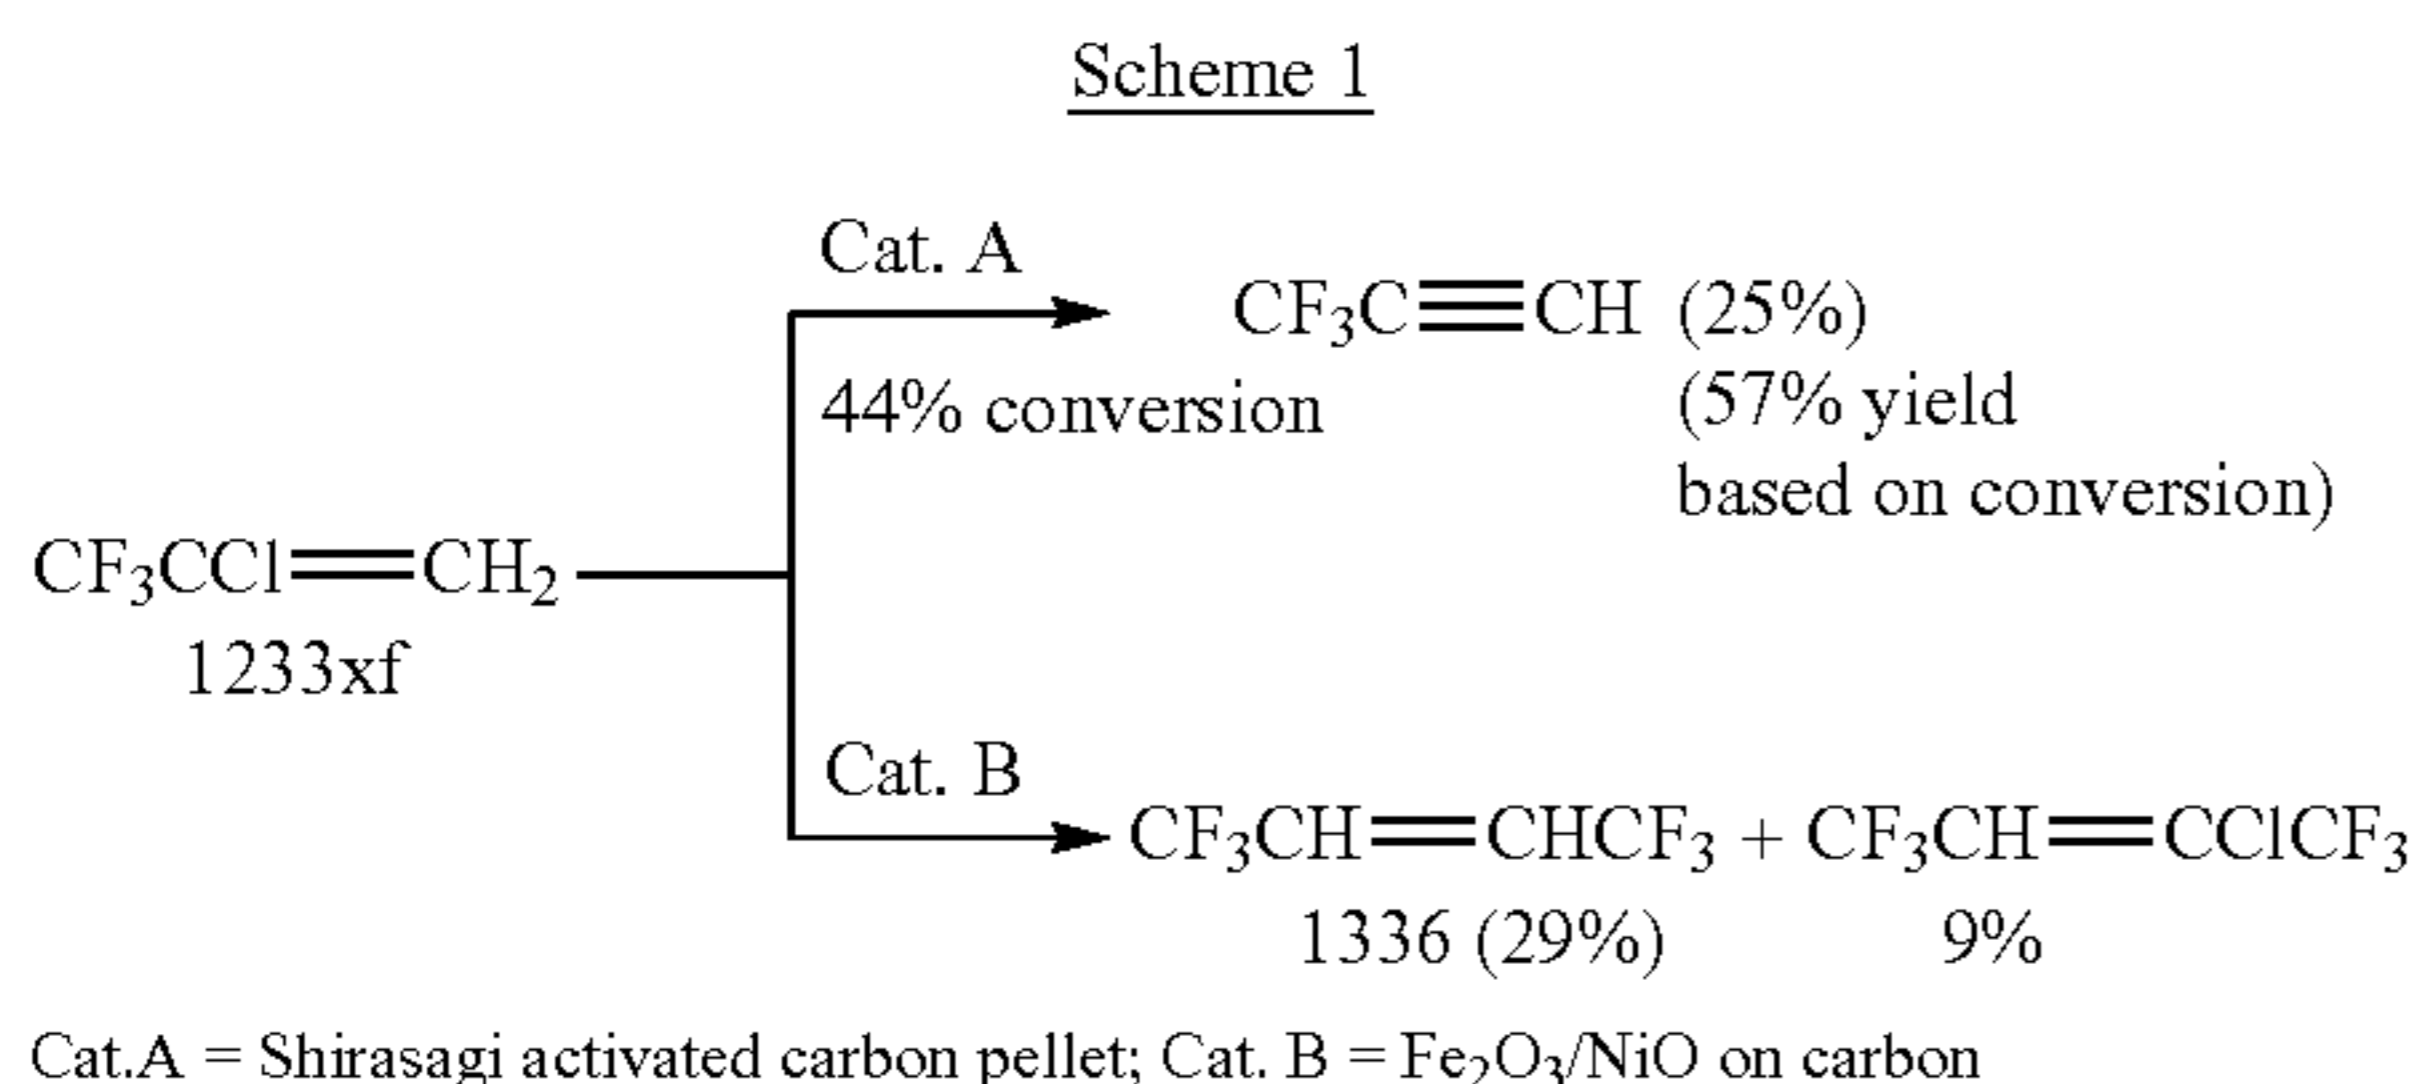 Scheme 1
Cat. A
CF₃C≡CH (25%)
44% conversion
(57% yield
based on conversion)
CF₃CCl=CH₂
1233xf
Cat. B
CF₃CH=CHCF₃ + CF₃CH=CClCF₃
1336 (29%)
9%
Cat.A = Shirasagi activated carbon pellet; Cat. B = Fe₂O₃/NiO on carbon